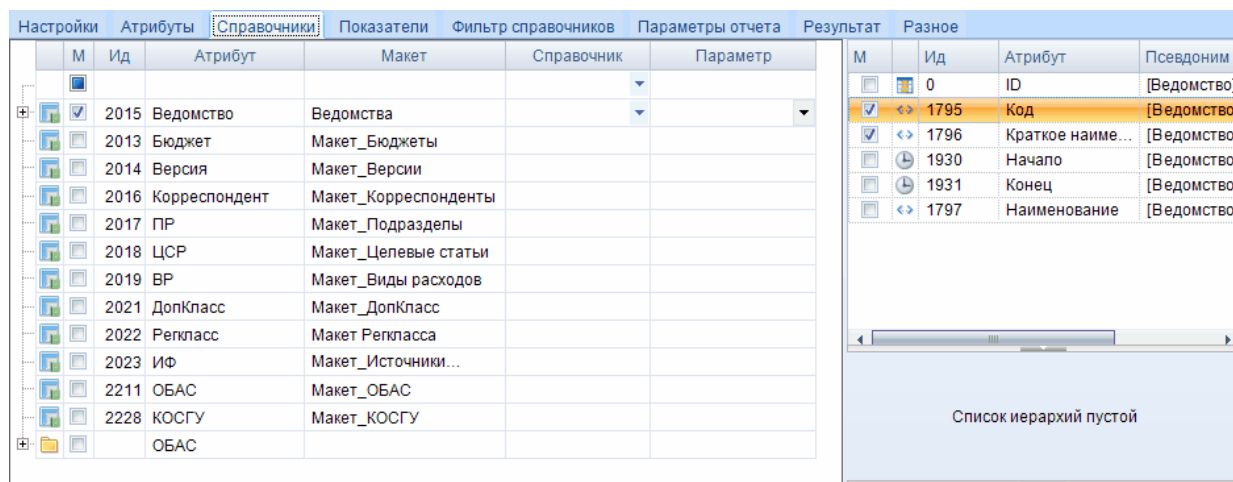 Настройки Атрибуты Справочники Показатели Фильтр справочников Параметры отчета Результат Разное
М Ид Атрибут Макет Справочник Параметр
2015 Ведомство Ведомства
2013 Бюджет Макет_Бюджеты
2014 Версия Макет_Версии
2016 Корреспондент Макет_Корреспонденты
2017 ПР Макет_Подразделы
2018 ЦСР Макет_Целевые статьи
2019 ВР Макет_Виды расходов
2021 ДопКласс Макет_ДопКласс
2022 Регкласс Макет Регкласса
2023 ИФ Макет_Источники...
2211 ОБАС Макет_ОБАС
2228 КОСГУ Макет_КОСГУ
ОБАС
М Ид Атрибут Псевдоним
0 ID [Ведомство]
1795 Код [Ведомство
1796 Краткое наиме... [Ведомство
1930 Начало [Ведомство
1931 Конец [Ведомство
1797 Наименование [Ведомство
Список иерархий пустой